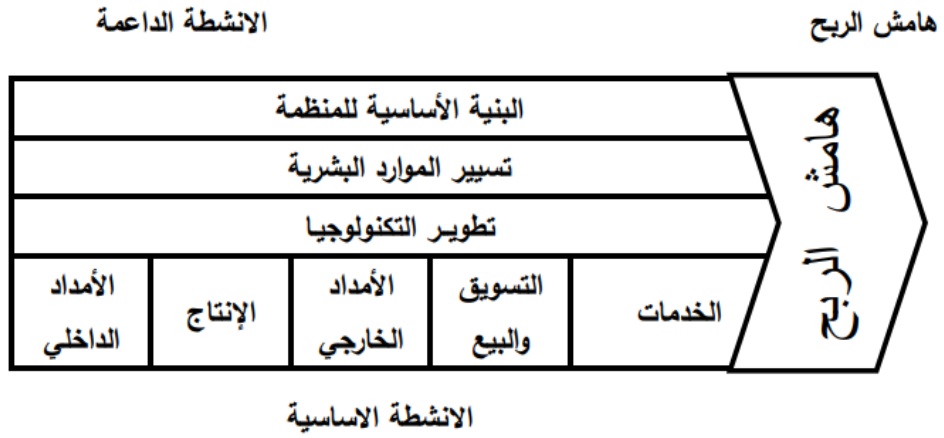 هامش الربح
الانشطة الداعمة
البنية الأساسية للمنظمة
تسيير الموارد البشرية
تطوير التكنولوجيا
الأمداد
الداخلي
الإنتاج
الأمداد
الخارجي
التسويق
والبيع
الخدمات
هامش الربح
الانشطة الاساسية